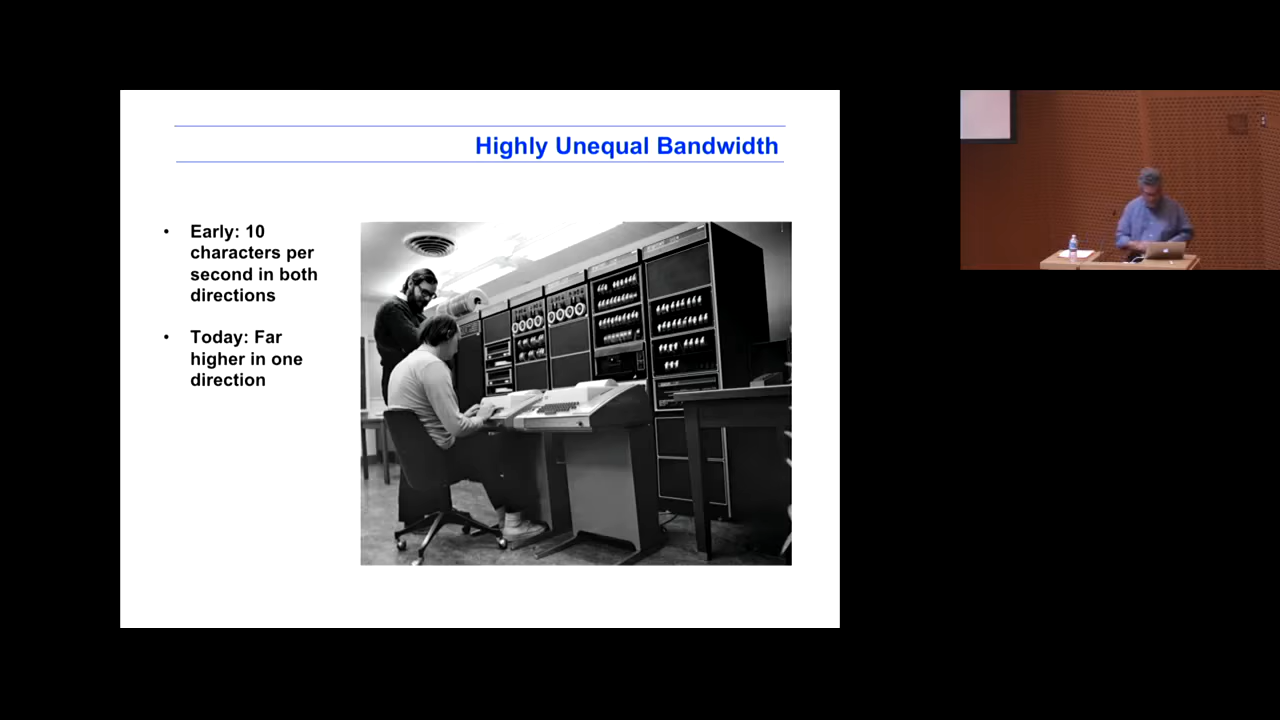 Highly Unequal Bandwidth
• Early: 10
characters per
second in both
directions
• Today: Far
higher in one
direction